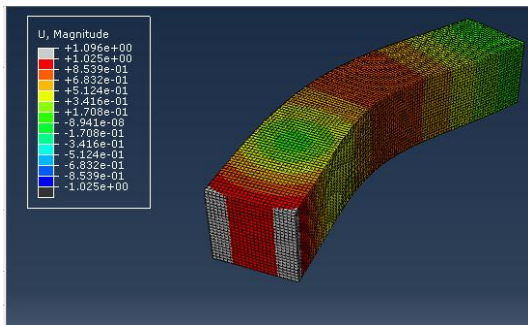 U, Magnitude
+1.096e+00
+1.025e+00
+8.539e-01
+6.832e-01
+5.124e-01
+3.416e-01
+1.708e-01
-8.941e-08
-1.708e-01
-3.416e-01
-5.124e-01
-6.832e-01
-8.539e-01
-1.025e+00